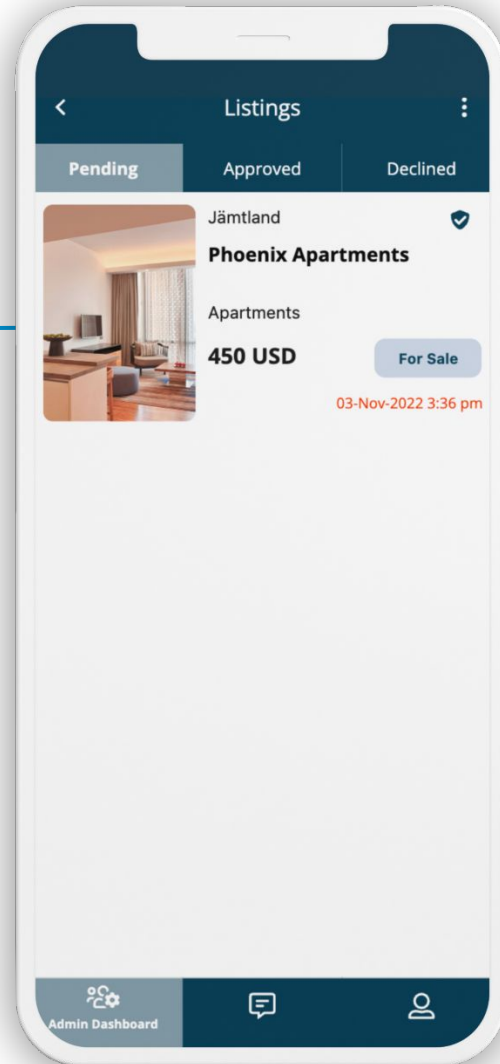 Listings
Pending Approved Declined
Jämtland
Phoenix Apartments
Apartments
450 USD For Sale
03-Nov-2022 3:36 pm
Admin Dashboard